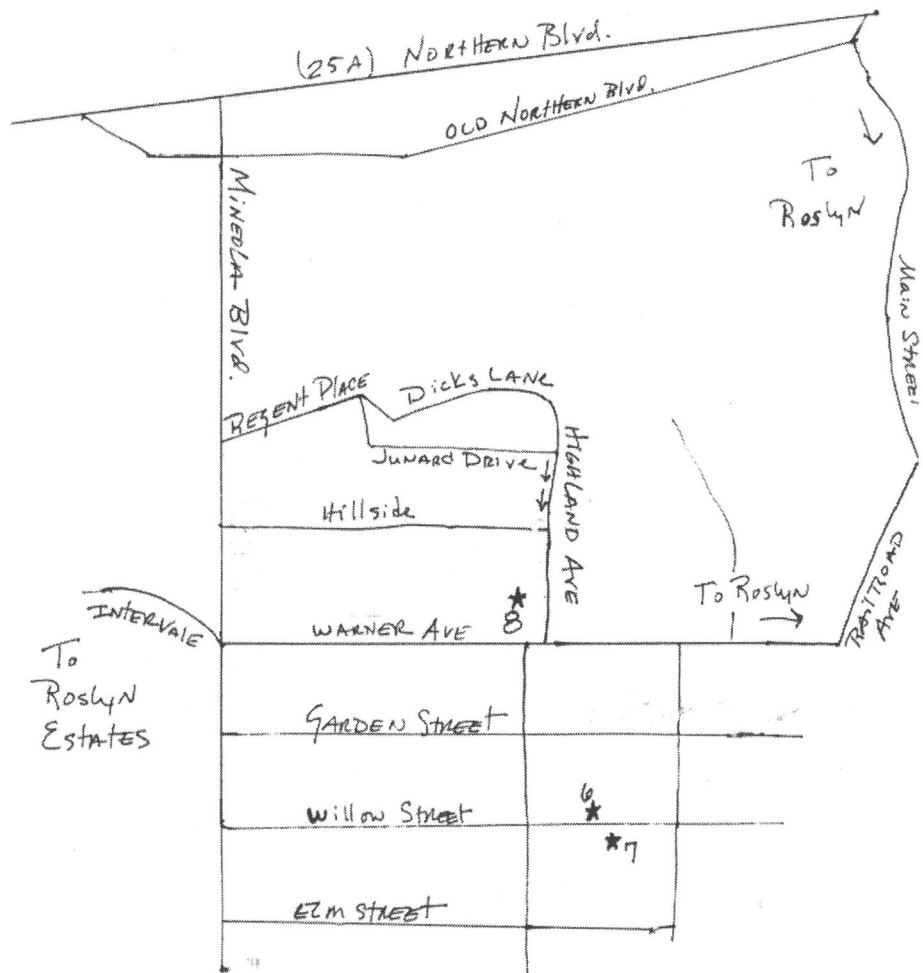 (25A) NORTHERN Blvd.
OLD NORTHERN BLVD.
To
Roslyn
MINEOLA BLVD.
Main STREET
REGENT PLACE
Dicks LANE
JUNARD DRIVE
HIGHLAND AVE
Hillside
INTERVALE
8
WARNER AVE
To Roslyn
RAILROAD
AVE
To
Roslyn
Estates
GARDEN STREET
6
Willow Street
7
Elm STREET